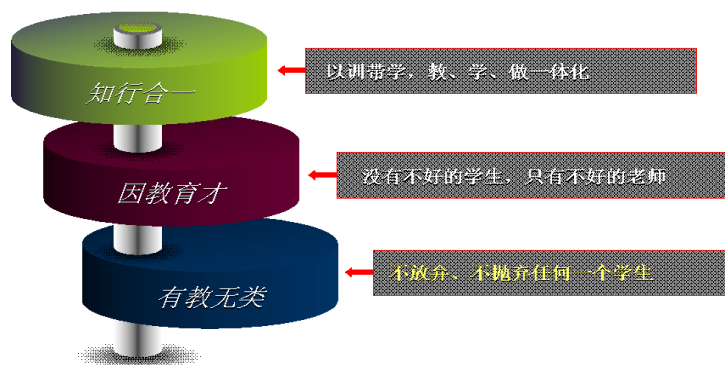 知行合一
以训带学，教、学、做一体化
因教育才
没有不好的学生，只有不好的老师
有教无类
不放弃、不抛弃任何一个学生